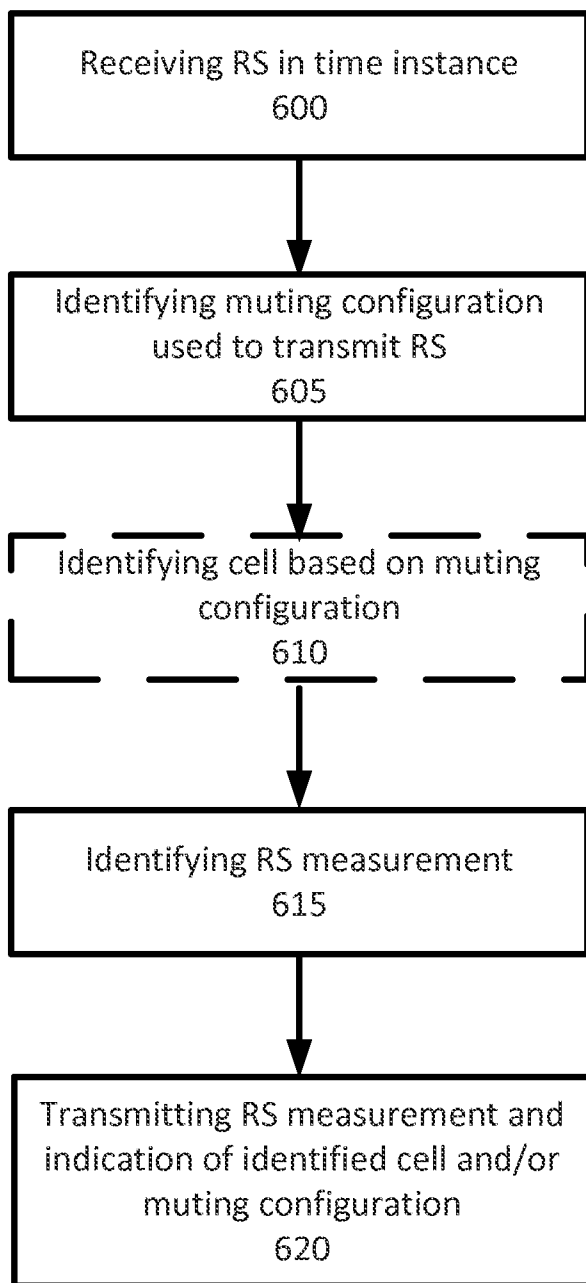 Receiving RS in time instance
600
Identifying muting configuration
used to transmit RS
605
Identifying cell based on muting
configuration
610
Identifying RS measurement
615
Transmitting RS measurement and
indication of identified cell and/or
muting configuration
620